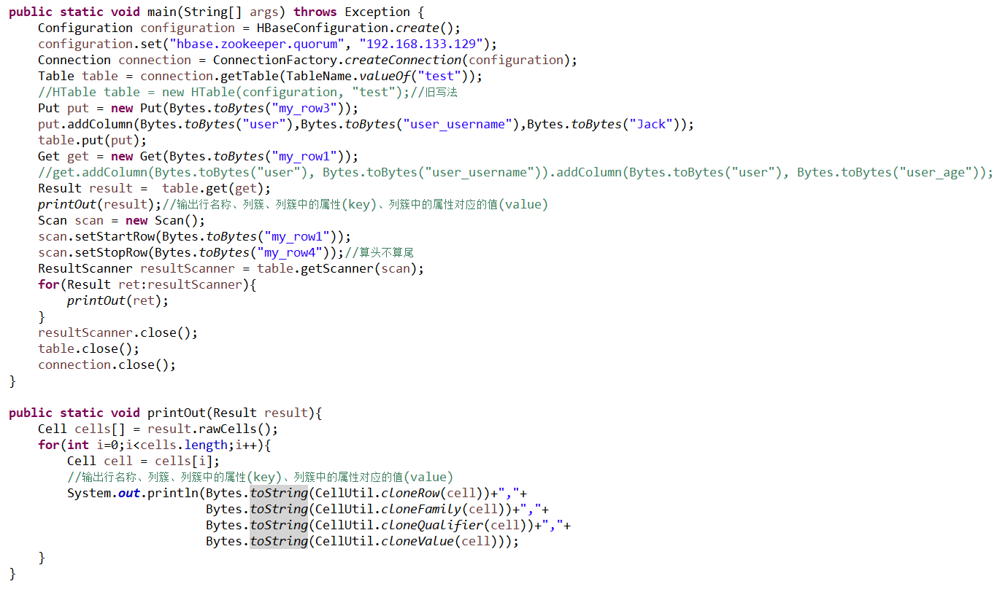 public static void main(String[] args) throws Exception {
    Configuration configuration = HBaseConfiguration.create();
    configuration.set("hbase.zookeeper.quorum", "192.168.133.129");
    Connection connection = ConnectionFactory.createConnection(configuration);
    Table table = connection.getTable(TableName.valueOf("test"));
    //HTable table = new HTable(configuration, "test");//旧写法
    Put put = new Put(Bytes.toBytes("my_row3"));
    put.addColumn(Bytes.toBytes("user"),Bytes.toBytes("user_username"),Bytes.toBytes("Jack"));
    table.put(put);
    Get get = new Get(Bytes.toBytes("my_row1"));
    //get.addColumn(Bytes.toBytes("user"), Bytes.toBytes("user_username")).addColumn(Bytes.toBytes("user"), Bytes.toBytes("user_age"));
    Result result =  table.get(get);
    printOut(result);//输出行名称、列簇、列簇中的属性(key)、列簇中的属性对应的值(value)
    Scan scan = new Scan();
    scan.setStartRow(Bytes.toBytes("my_row1"));
    scan.setStopRow(Bytes.toBytes("my_row4"));//算头不算尾
    ResultScanner resultScanner = table.getScanner(scan);
    for(Result ret:resultScanner){
        printOut(ret);
    }
    resultScanner.close();
    table.close();
    connection.close();
}

public static void printOut(Result result){
    Cell cells[] = result.rawCells();
    for(int i=0;i<cells.length;i++){
        Cell cell = cells[i];
        //输出行名称、列簇、列簇中的属性(key)、列簇中的属性对应的值(value)
        System.out.println(Bytes.toString(CellUtil.cloneRow(cell))+","+
                           Bytes.toString(CellUtil.cloneFamily(cell))+","+
                           Bytes.toString(CellUtil.cloneQualifier(cell))+","+
                           Bytes.toString(CellUtil.cloneValue(cell)));
    }
}